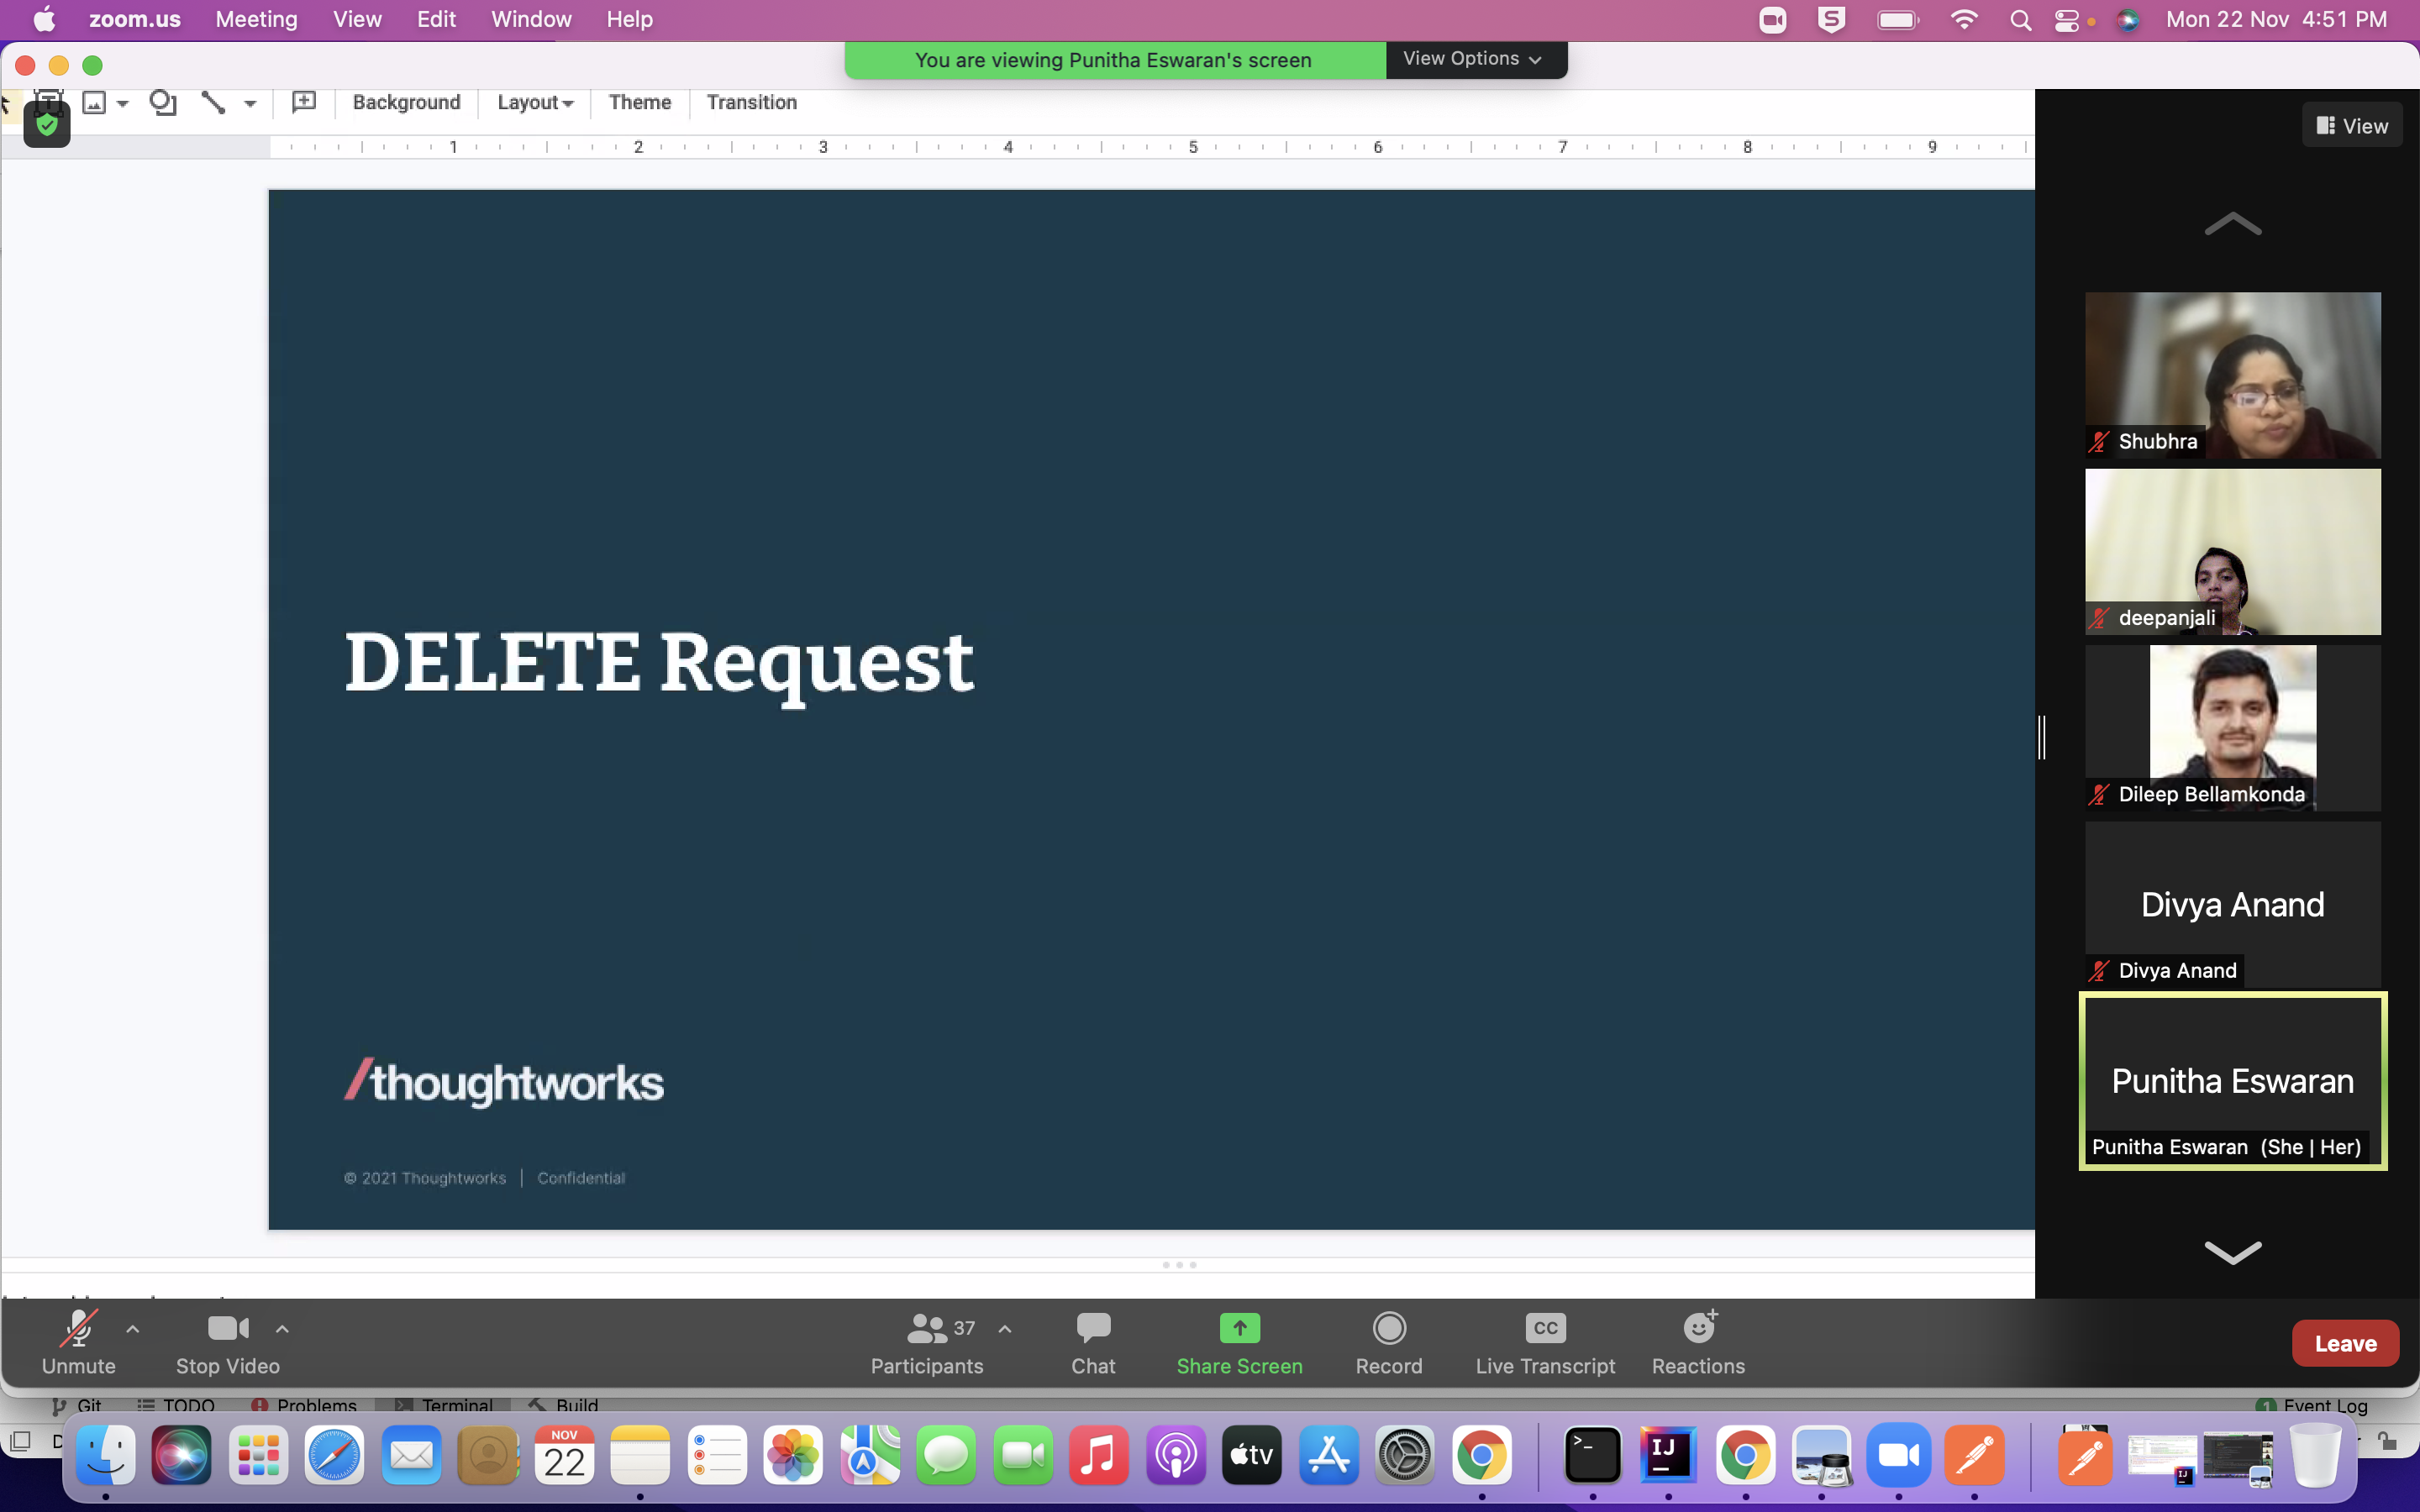 zoom.us Meeting View Edit Window Help
Mon 22 Nov 4:51 PM
You are viewing Punitha Eswaran's screen View Options
Background Layout Theme Transition
View
1 2 3 4 5 6 7 8 9
Shubhra
deepanjali
DELETE Request
Dileep Bellamkonda
Divya Anand
Divya Anand
Punitha Eswaran
/thoughtworks
Punitha Eswaran (She | Her)
© 2021 Thoughtworks | Confidential
37
CC
Unmute Stop Video Participants Chat Share Screen Record Live Transcript Reactions
Leave
Git TODO Problems Terminal Build
1 Event Log
NOV
22
tv
IJ